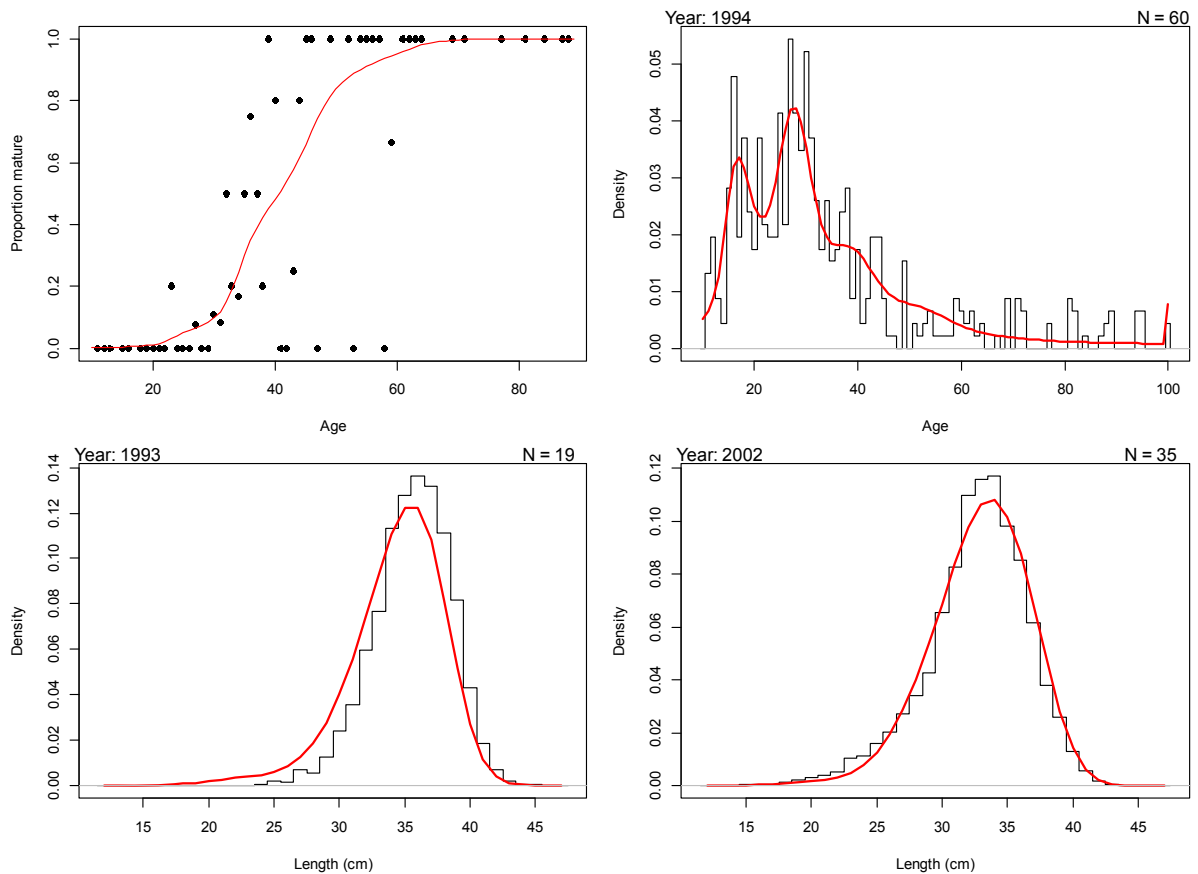 Proportion mature
1.0
0.8
0.6
0.4
0.2
0.0
20 40 60 80
Age
Year: 1994 N = 60
Density
0.05
0.04
0.03
0.02
0.01
0.00
20 40 60 80 100
Age
Year: 1993 N = 19
Density
0.14
0.12
0.10
0.08
0.06
0.04
0.02
0.00
15 20 25 30 35 40 45
Length (cm)
Year: 2002 N = 35
Density
0.12
0.10
0.08
0.06
0.04
0.02
0.00
15 20 25 30 35 40 45
Length (cm)